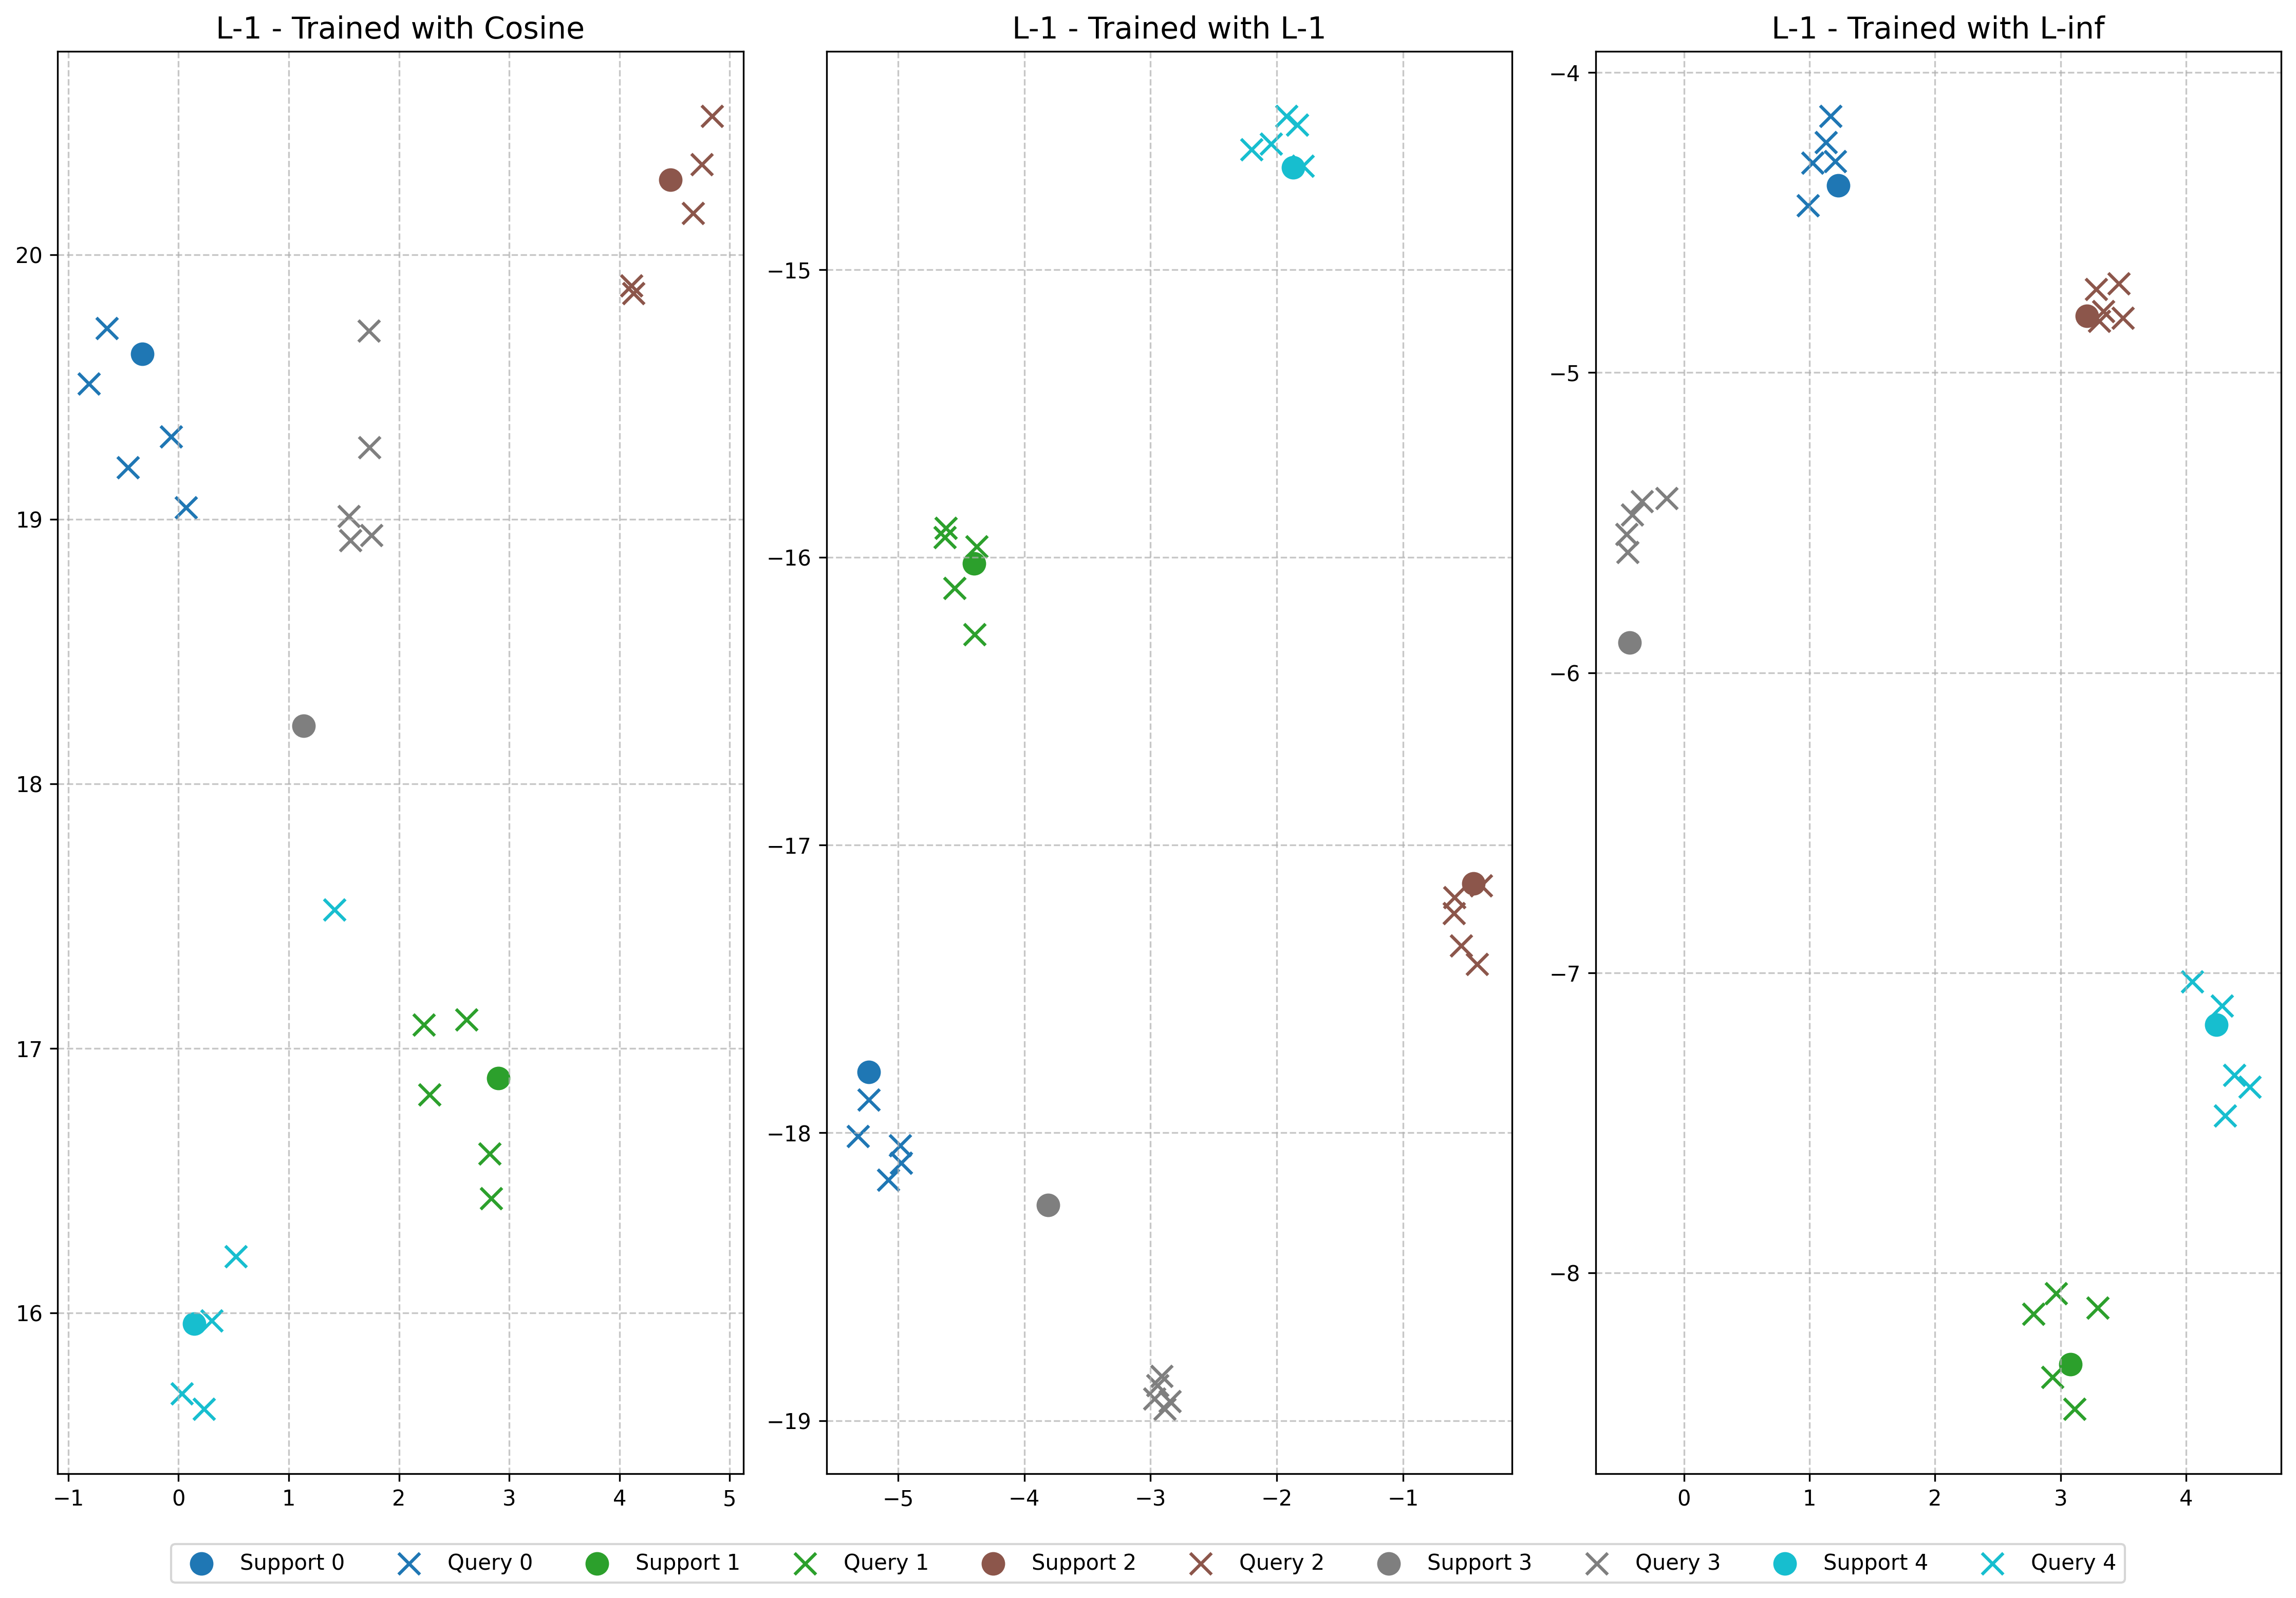 L-1 - Trained with Cosine
20
19
18
17
16
−1 0 1 2 3 4 5
L-1 - Trained with L-1
−15
−16
−17
−18
−19
−5 −4 −3 −2 −1
L-1 - Trained with L-inf
−4
−5
−6
−7
−8
0 1 2 3 4
Support 0 Query 0 Support 1 Query 1 Support 2 Query 2 Support 3 Query 3 Support 4 Query 4